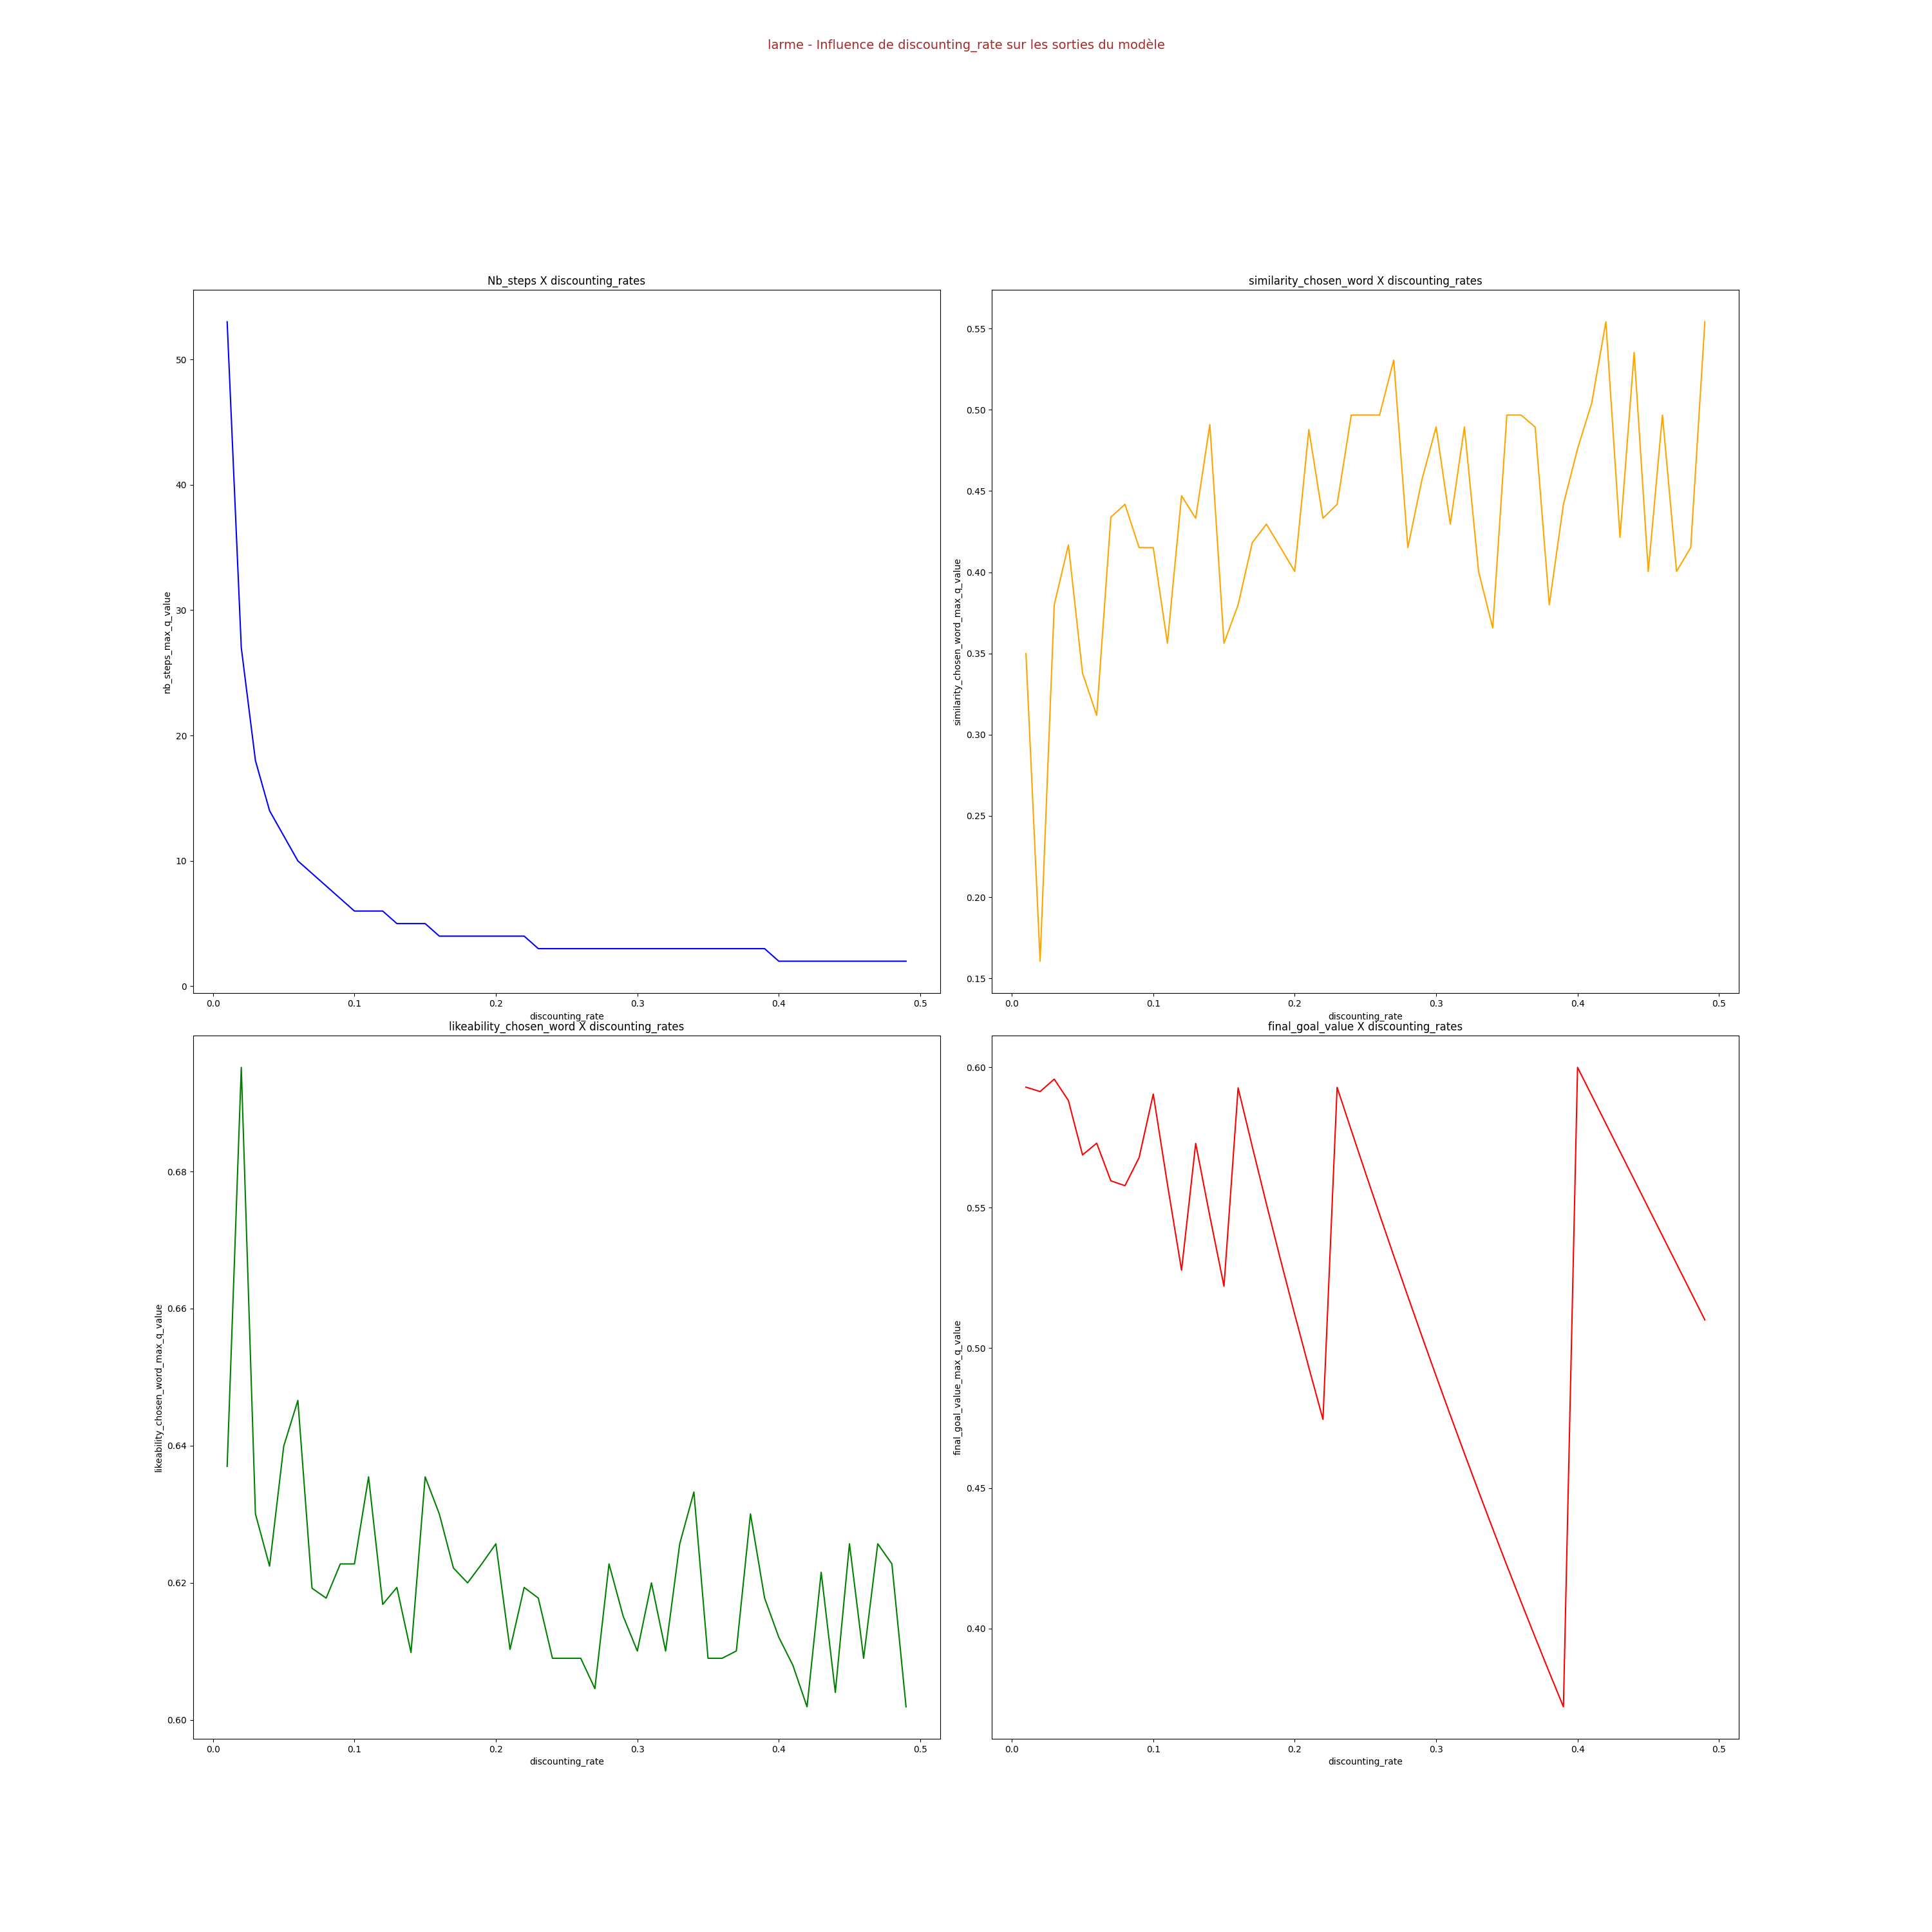 larme - Influence de discounting_rate sur les sorties du modèle
Nb_steps X discounting_rates
nb_steps_max_q_value
50
40
30
20
10
0
0.0 0.1 0.2 0.3 0.4 0.5
discounting_rate
similarity_chosen_word X discounting_rates
similarity_chosen_word_max_q_value
0.55
0.50
0.45
0.40
0.35
0.30
0.25
0.20
0.15
0.0 0.1 0.2 0.3 0.4 0.5
discounting_rate
likeability_chosen_word X discounting_rates
likeability_chosen_word_max_q_value
0.68
0.66
0.64
0.62
0.60
0.0 0.1 0.2 0.3 0.4 0.5
discounting_rate
final_goal_value X discounting_rates
final_goal_value_max_q_value
0.60
0.55
0.50
0.45
0.40
0.0 0.1 0.2 0.3 0.4 0.5
discounting_rate